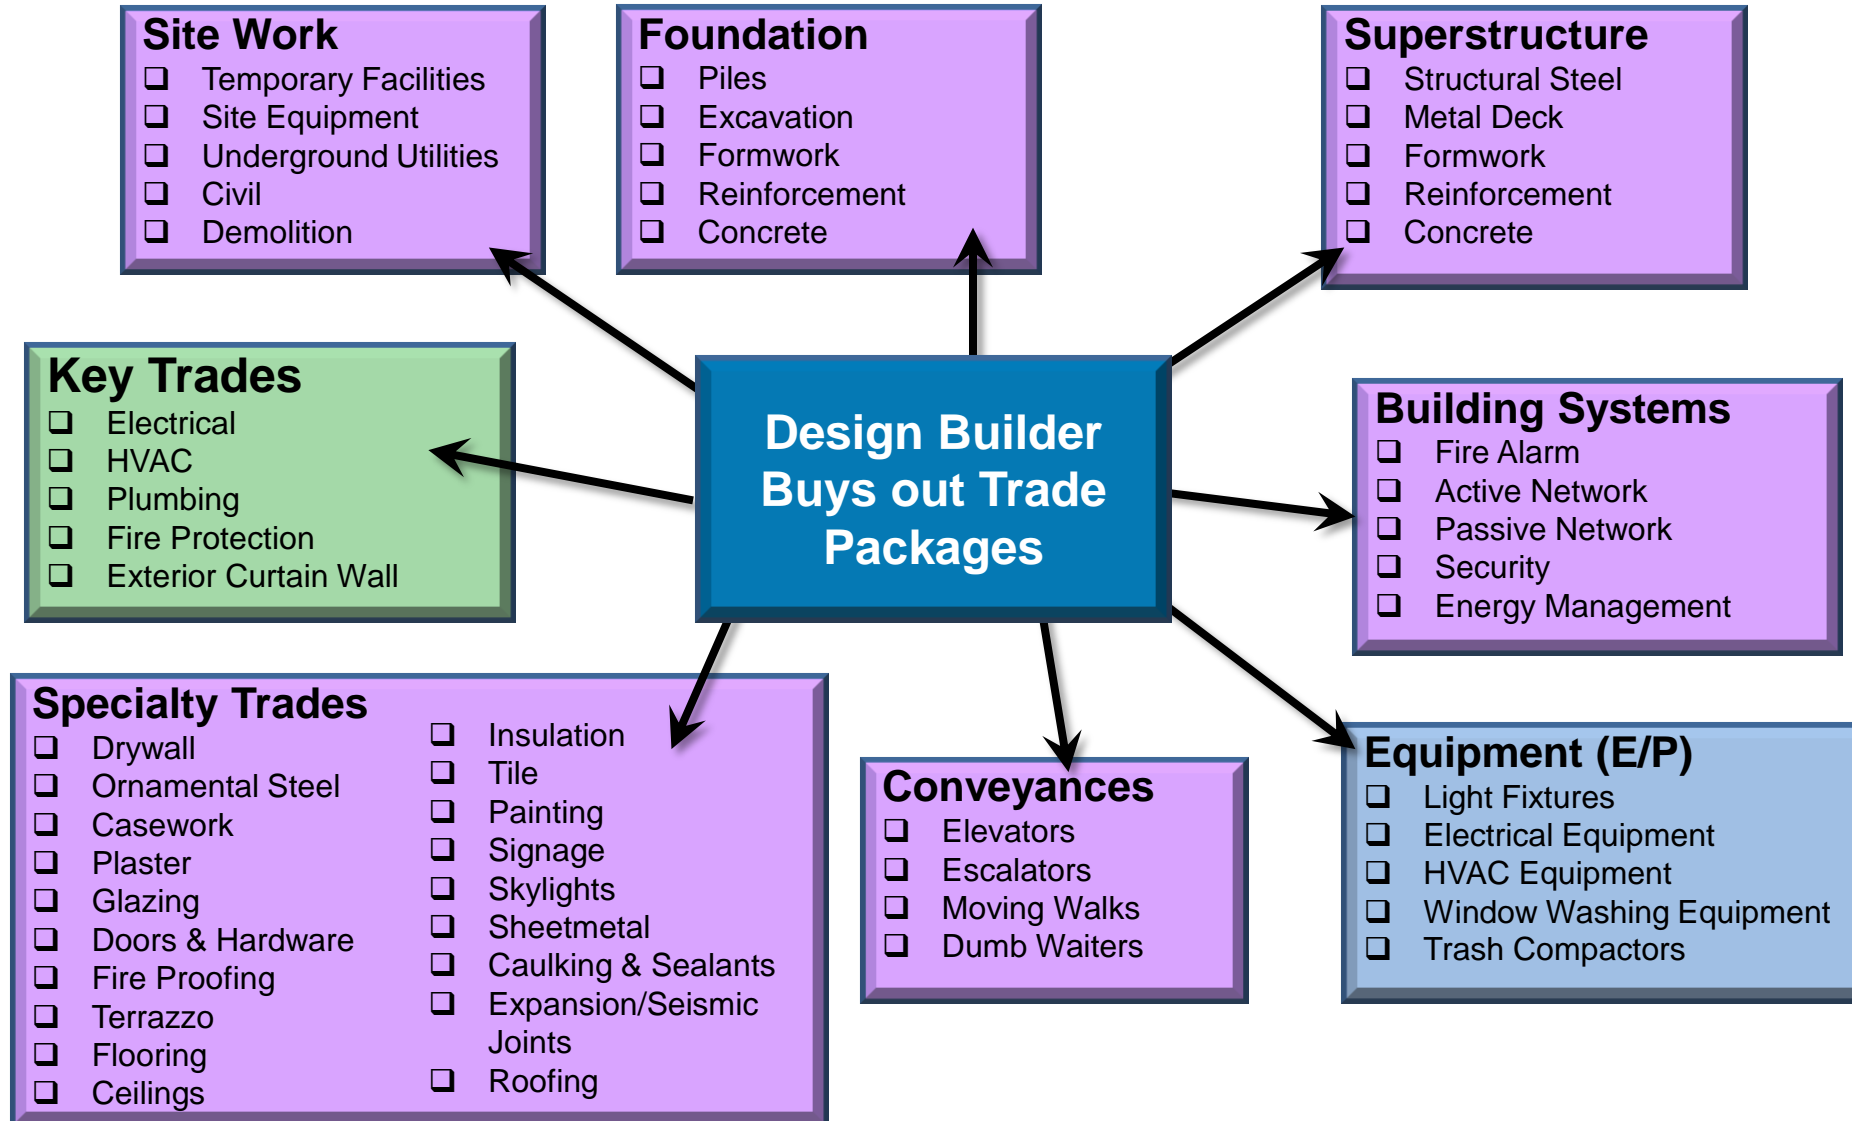 Site Work
❑ Temporary Facilities
❑ Site Equipment
❑ Underground Utilities
❑ Civil
❑ Demolition
Foundation
❑ Piles
❑ Excavation
❑ Formwork
❑ Reinforcement
❑ Concrete
Superstructure
❑ Structural Steel
❑ Metal Deck
❑ Formwork
❑ Reinforcement
❑ Concrete
Key Trades
❑ Electrical
❑ HVAC
❑ Plumbing
❑ Fire Protection
❑ Exterior Curtain Wall
Design Builder
Buys out Trade
Packages
Building Systems
❑ Fire Alarm
❑ Active Network
❑ Passive Network
❑ Security
❑ Energy Management
Specialty Trades
❑ Drywall
❑ Ornamental Steel
❑ Casework
❑ Plaster
❑ Glazing
❑ Doors & Hardware
❑ Fire Proofing
❑ Terrazzo
❑ Flooring
❑ Ceilings
❑ Insulation
❑ Tile
❑ Painting
❑ Signage
❑ Skylights
❑ Sheetmetal
❑ Caulking & Sealants
❑ Expansion/Seismic
Joints
❑ Roofing
Conveyances
❑ Elevators
❑ Escalators
❑ Moving Walks
❑ Dumb Waiters
Equipment (E/P)
❑ Light Fixtures
❑ Electrical Equipment
❑ HVAC Equipment
❑ Window Washing Equipment
❑ Trash Compactors